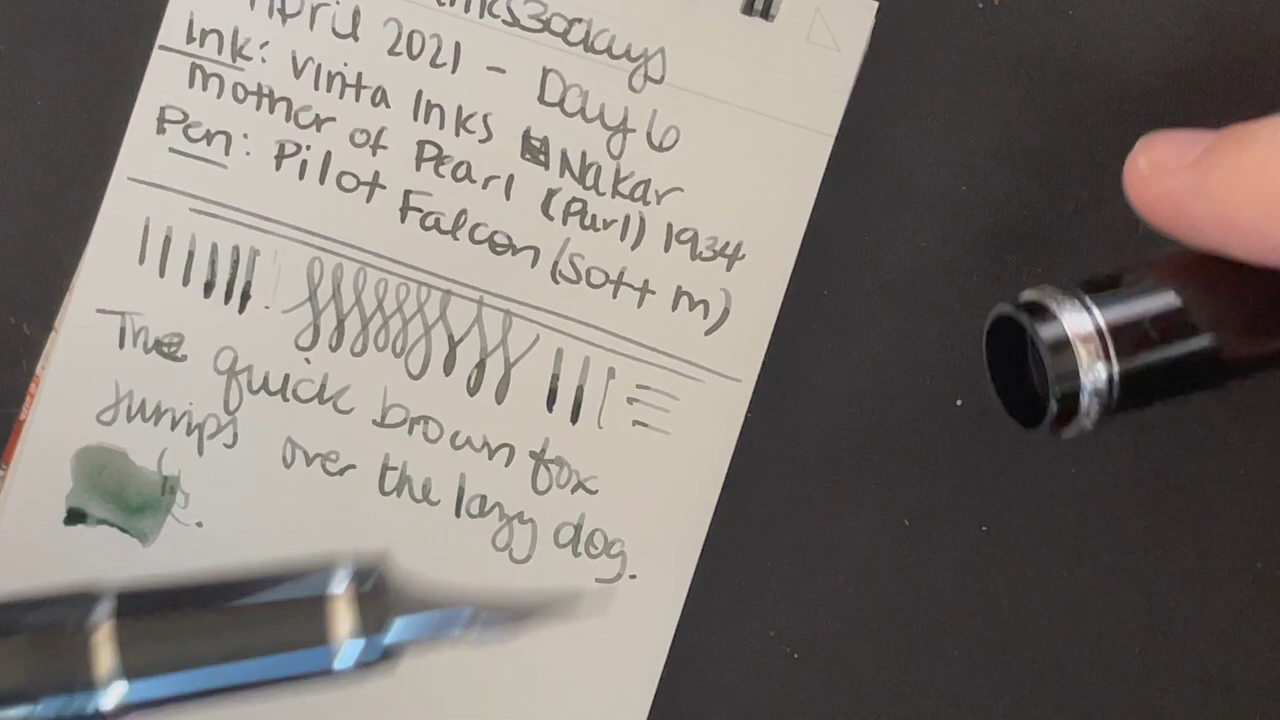 Inks30days
April 2021 - Day 6
Ink: Vinta Inks Nakar
Mother of Pearl (Purl) 1934
Pen: Pilot Falcon (Soft m)
The quick brown fox
jumps over the lazy dog.